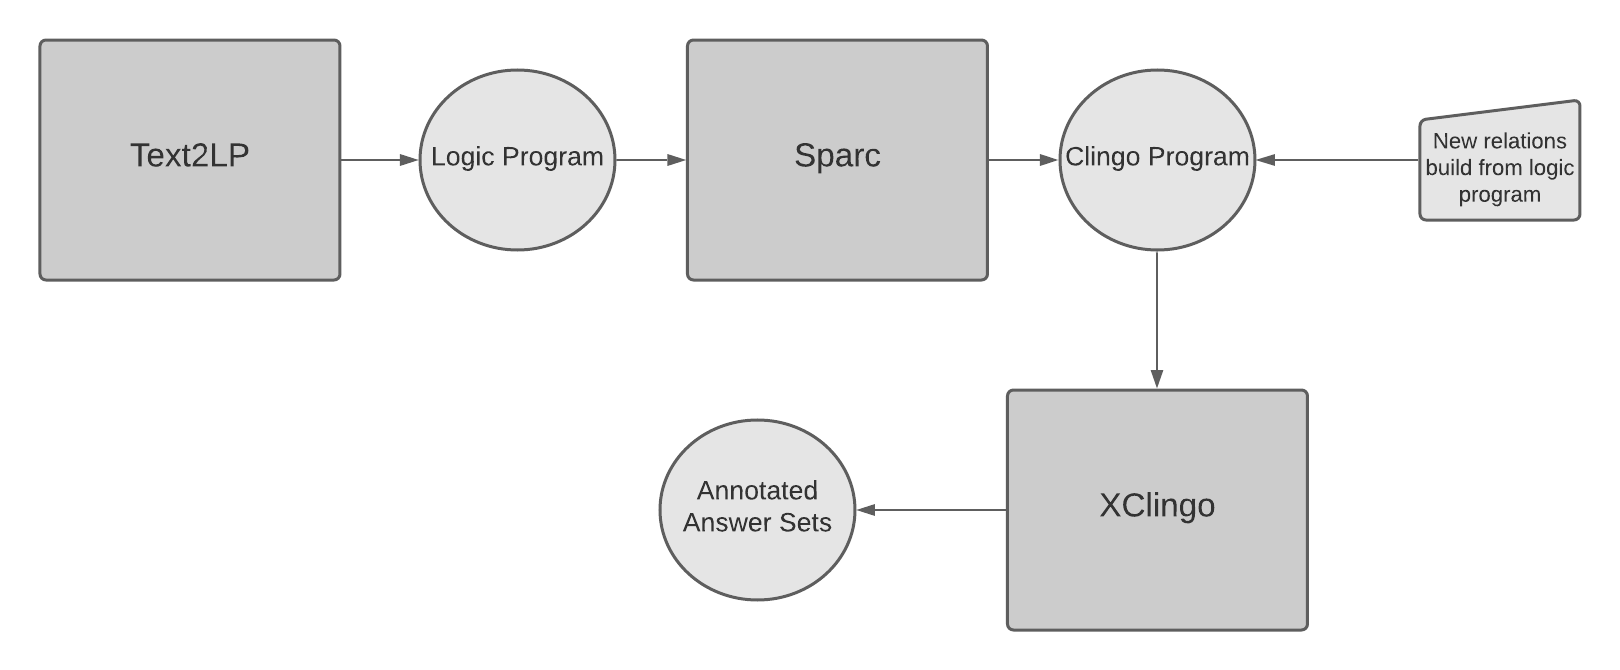 Text2LP
Logic Program
Sparc
Clingo Program
New relations
build from logic
program
Annotated
Answer Sets
XClingo